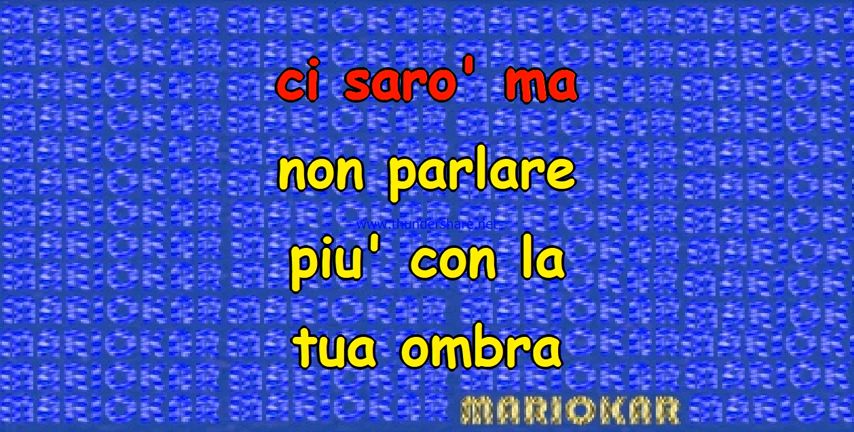 ci saro' ma
non parlare
www.thundershare.net
piu' con la
tua ombra
MARIOKAR